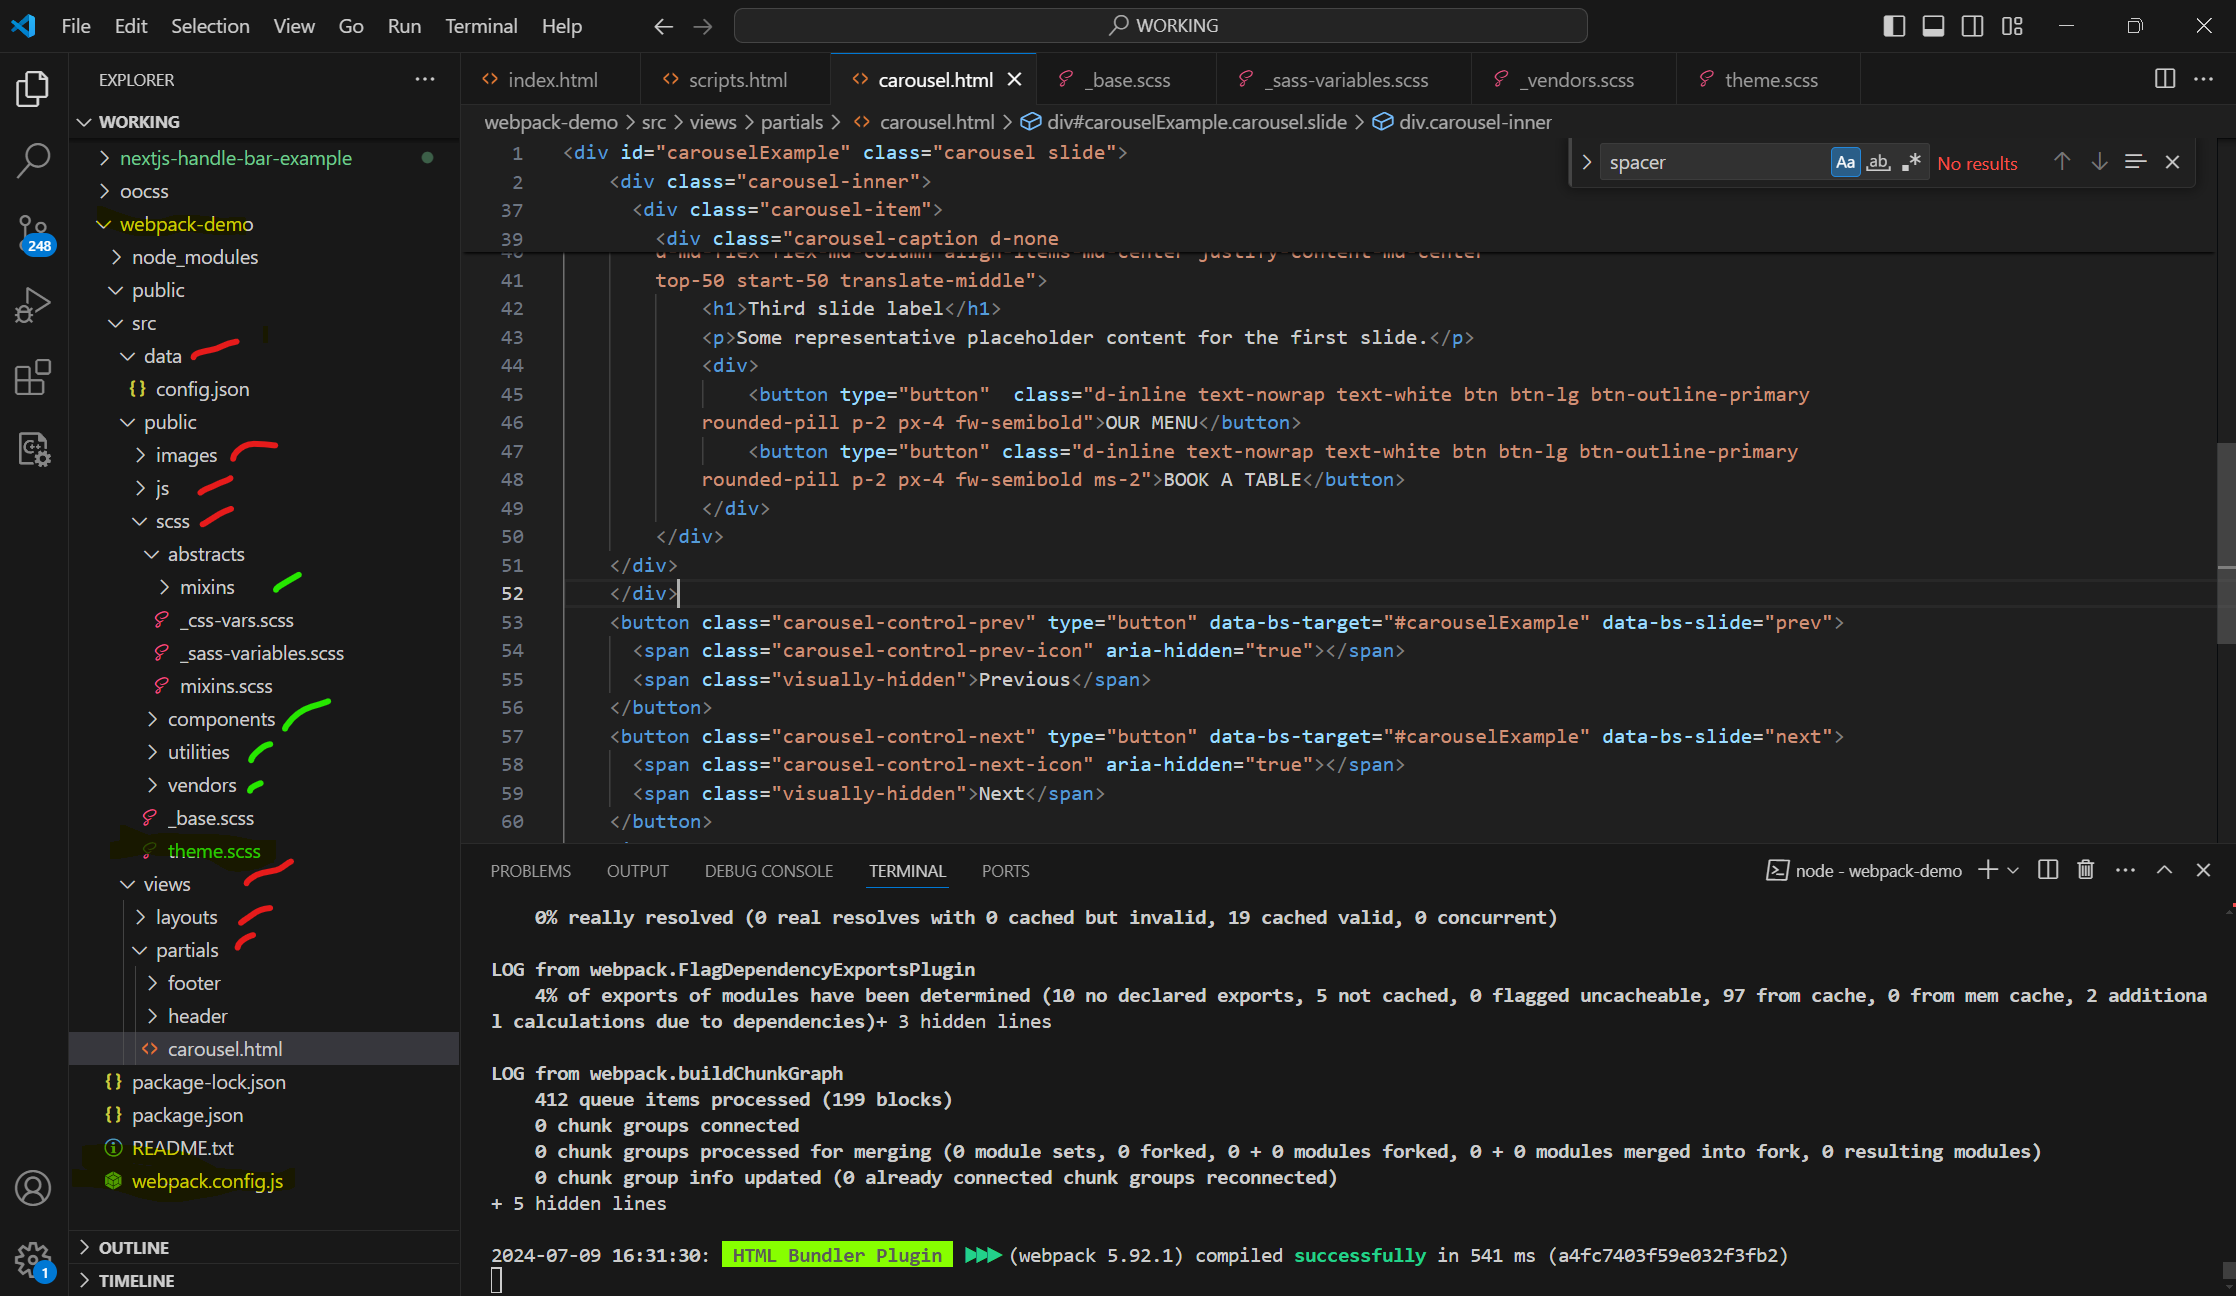 File Edit Selection View Go Run Terminal Help
WORKING
EXPLORER
WORKING
nextjs-handle-bar-example
oocss
webpack-demo
node_modules
public
src
data
config.json
public
images
js
scss
abstracts
mixins
_css-vars.scss
_sass-variables.scss
mixins.scss
components
utilities
vendors
_base.scss
theme.scss
views
layouts
partials
footer
header
carousel.html
package-lock.json
package.json
README.txt
webpack.config.js
OUTLINE
TIMELINE
248
1
index.html scripts.html carousel.html _base.scss _sass-variables.scss _vendors.scss theme.scss
webpack-demo > src > views > partials > carousel.html > div#carouselExample.carousel.slide > div.carousel-inner
spacer Aa ab .* No results
1 <div id="carouselExample" class="carousel slide">
2 <div class="carousel-inner">
37 <div class="carousel-item">
39 <div class="carousel-caption d-none
40 d-md-flex flex-md-column align-items-md-center justify-content-md-center
41 top-50 start-50 translate-middle">
42 <h1>Third slide label</h1>
43 <p>Some representative placeholder content for the first slide.</p>
44 <div>
45 <button type="button"  class="d-inline text-nowrap text-white btn btn-lg btn-outline-primary
46 rounded-pill p-2 px-4 fw-semibold">OUR MENU</button>
47 <button type="button" class="d-inline text-nowrap text-white btn btn-lg btn-outline-primary
48 rounded-pill p-2 px-4 fw-semibold ms-2">BOOK A TABLE</button>
49 </div>
50 </div>
51 </div>
52 </div>
53 <button class="carousel-control-prev" type="button" data-bs-target="#carouselExample" data-bs-slide="prev">
54 <span class="carousel-control-prev-icon" aria-hidden="true"></span>
55 <span class="visually-hidden">Previous</span>
56 </button>
57 <button class="carousel-control-next" type="button" data-bs-target="#carouselExample" data-bs-slide="next">
58 <span class="carousel-control-next-icon" aria-hidden="true"></span>
59 <span class="visually-hidden">Next</span>
60 </button>
PROBLEMS OUTPUT DEBUG CONSOLE TERMINAL PORTS
node - webpack-demo
0% really resolved (0 real resolves with 0 cached but invalid, 19 cached valid, 0 concurrent)
LOG from webpack.FlagDependencyExportsPlugin
4% of exports of modules have been determined (10 no declared exports, 5 not cached, 0 flagged uncacheable, 97 from cache, 0 from mem cache, 2 additiona
l calculations due to dependencies)+ 3 hidden lines
LOG from webpack.buildChunkGraph
412 queue items processed (199 blocks)
0 chunk groups connected
0 chunk groups processed for merging (0 module sets, 0 forked, 0 + 0 modules forked, 0 + 0 modules merged into fork, 0 resulting modules)
0 chunk group info updated (0 already connected chunk groups reconnected)
+ 5 hidden lines
2024-07-09 16:31:30: HTML Bundler Plugin (webpack 5.92.1) compiled successfully in 541 ms (a4fc7403f59e032f3fb2)